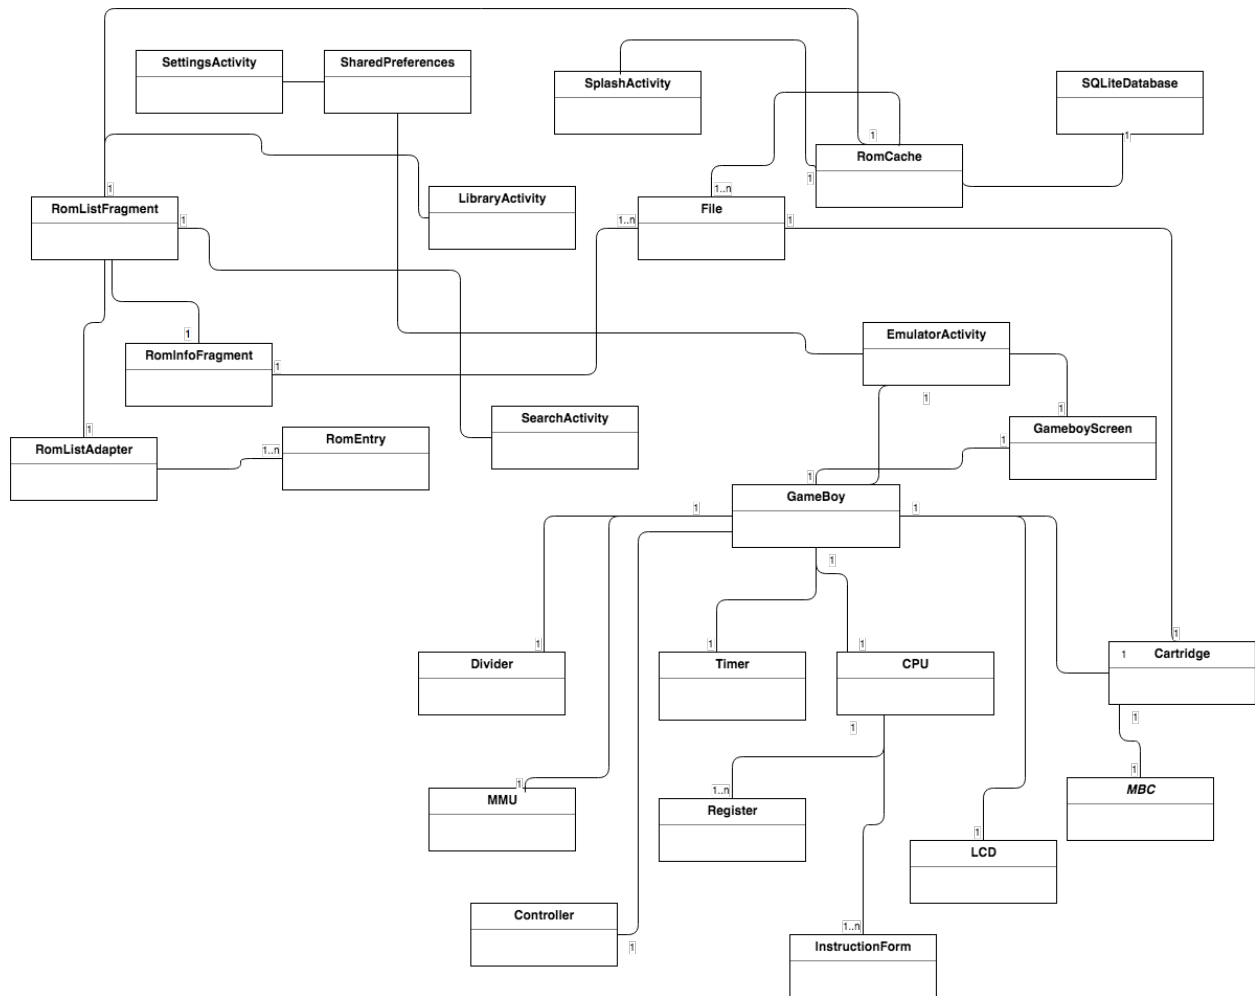 SettingsActivity
SharedPreferences
SplashActivity
SQLiteDatabase
1
1
RomCache
1
1..n
1
RomListFragment
LibraryActivity
File
1
1..n
1
EmulatorActivity
1
RomInfoFragment
1
1
1
SearchActivity
GameboyScreen
1
RomListAdapter
1..n
RomEntry
1
1
GameBoy
1
1
1
1
1
1
1
Divider
Timer
CPU
1
Cartridge
1
1
1
1
MMU
1..n
Register
MBC
1
LCD
Controller
1
1..n
InstructionForm